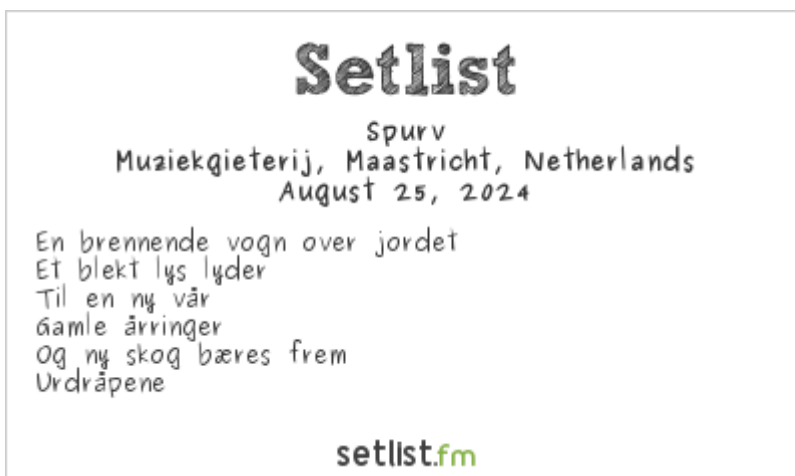 Setlist
Spurv
Muziekgieterij, Maastricht, Netherlands
August 25, 2024
En brennende vogn over jordet
Et blekt lys lyder
Til en ny vår
Gamle årringer
Og ny skog bæres frem
Urdråpene
setlist.fm